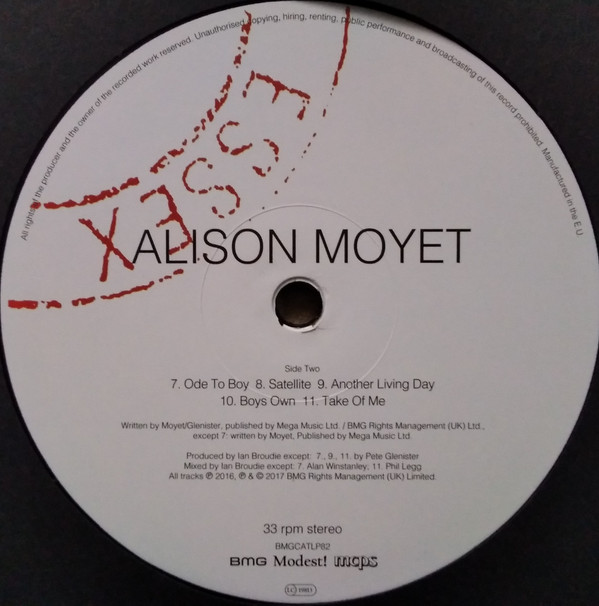 All rights of the producer and the owner of the recorded work reserved. Unauthorised copying, hiring, renting, public performance and broadcasting of this record prohibited. Manufactured in the E.U
ESSEX
ALISON MOYET
Side Two
7. Ode To Boy 8. Satellite 9. Another Living Day
10. Boys Own 11. Take Of Me
Written by Moyet/Glenister, published by Mega Music Ltd. / BMG Rights Management (UK) Ltd.,
except 7: written by Moyet, Published by Mega Music Ltd.
Produced by Ian Broudie except: 7., 9., 11. by Pete Glenister
Mixed by Ian Broudie except: 7. Alan Winstanley, 11. Phil Legg
All tracks ℗ 2016, ℗ & © 2017 BMG Rights Management (UK) Limited.
33 rpm stereo
BMGCATLP82
BMG Modest! mcps
LC